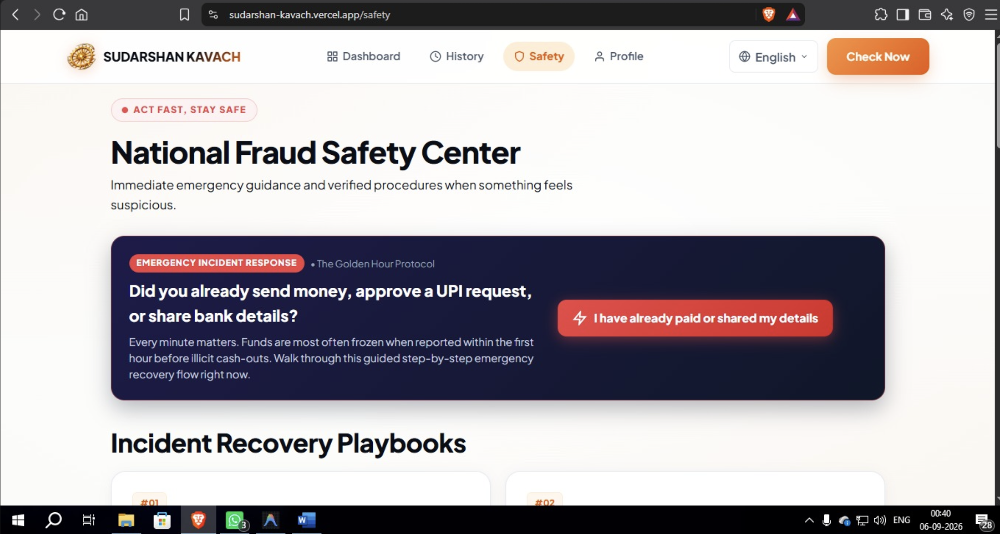 sudarshan-kavach.vercel.app/safety
SUDARSHAN KAVACH
Dashboard
History
Safety
Profile
English
Check Now
ACT FAST, STAY SAFE
National Fraud Safety Center
Immediate emergency guidance and verified procedures when something feels
suspicious.
EMERGENCY INCIDENT RESPONSE
• The Golden Hour Protocol
Did you already send money, approve a UPI request,
or share bank details?
Every minute matters. Funds are most often frozen when reported within the first
hour before illicit cash-outs. Walk through this guided step-by-step emergency
recovery flow right now.
I have already paid or shared my details
Incident Recovery Playbooks
#01
#02
3
W
ENG
00:40
06-09-2026
28